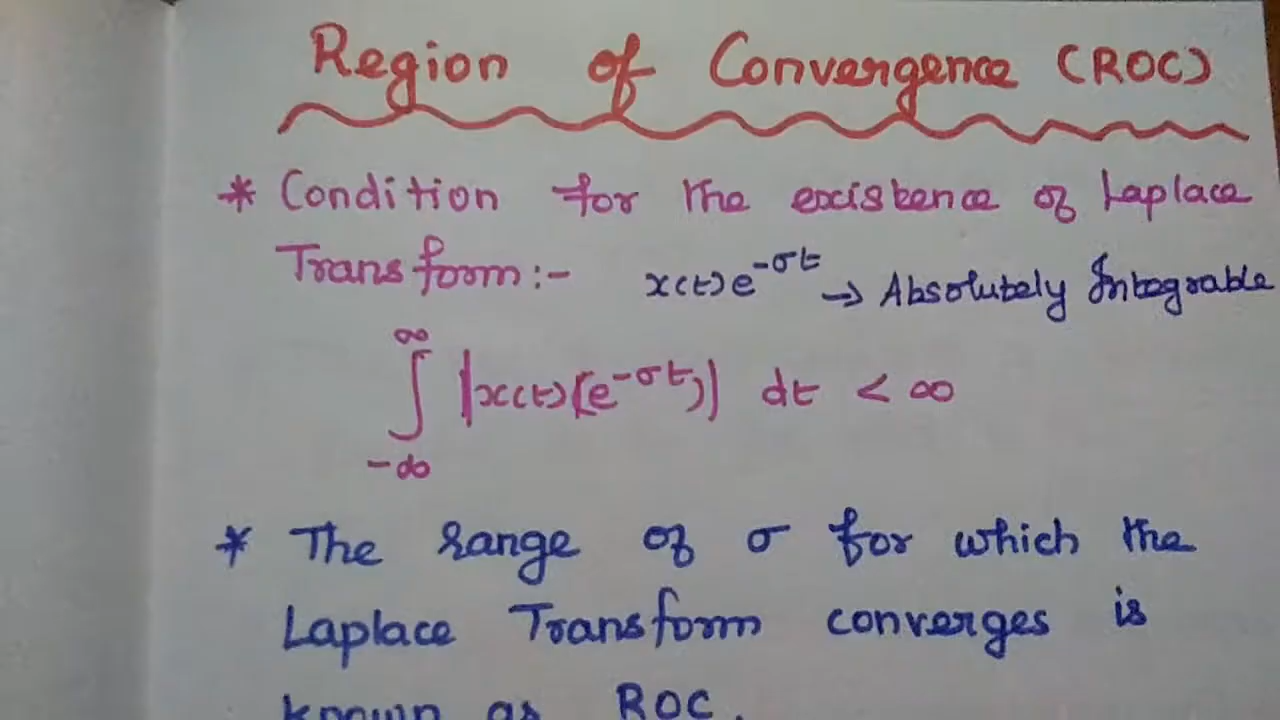 Region of Convergence (ROC)
* Condition for the existence of Laplace
Transform:- x(t)e^{-σt} → Absolutely Integrable
∫_{-∞}^{∞} |x(t)(e^{-σt})| dt < ∞
* The range of σ for which the
Laplace Transform converges is
known as ROC.